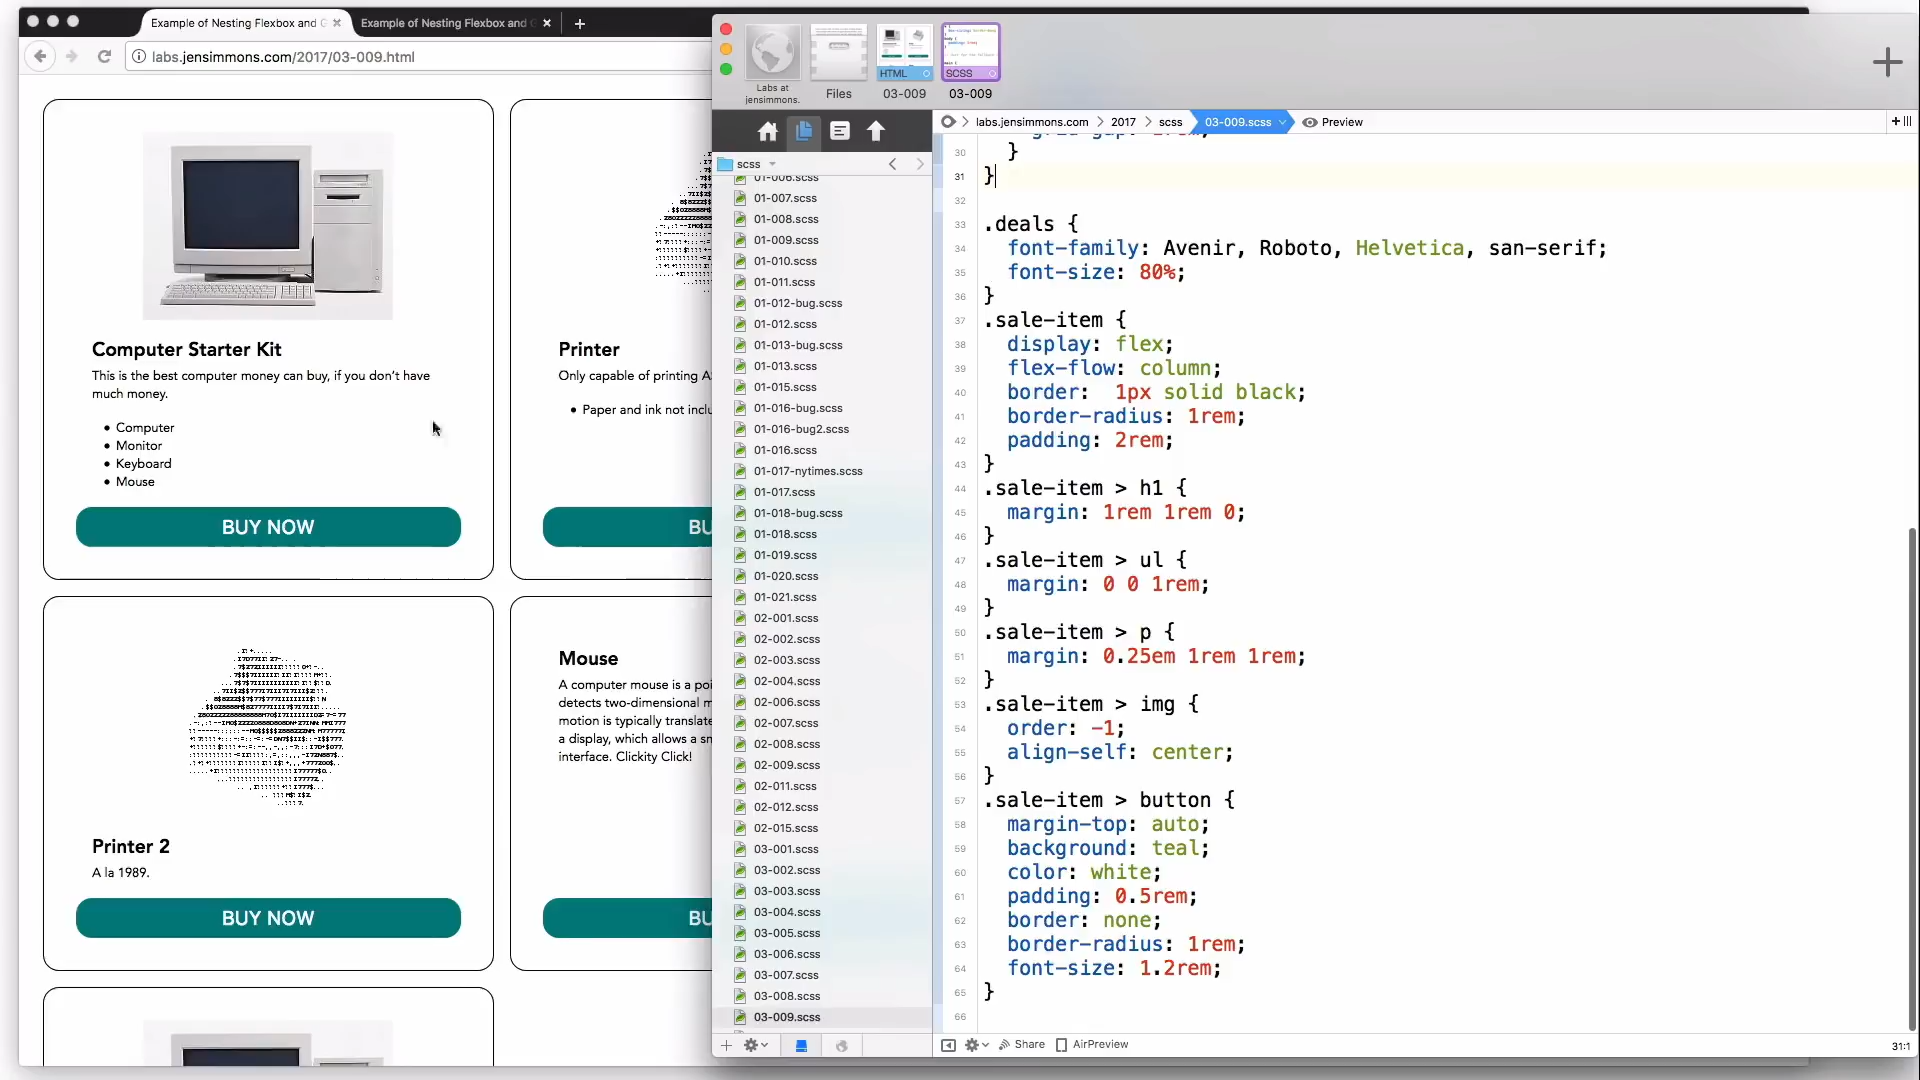 Example of Nesting Flexbox and G
Example of Nesting Flexbox and
labs.jensimmons.com/2017/03-009.html
Computer Starter Kit
This is the best computer money can buy, if you don't have
much money.
• Computer
• Monitor
• Keyboard
• Mouse
BUY NOW
Printer
Only capable of printing AS
• Paper and ink not inclu
BU
Printer 2
A la 1989.
BUY NOW
Mouse
A computer mouse is a poi
detects two-dimensional m
motion is typically translate
a display, which allows a sm
interface. Clickity Click!
BU
HTML
SCSS
Labs at
jensimmons.
Files
03-009
03-009
labs.jensimmons.com
2017
scss
03-009.scss
Preview
scss
01-006.scss
01-007.scss
01-008.scss
01-009.scss
01-010.scss
01-011.scss
01-012-bug.scss
01-012.scss
01-013-bug.scss
01-013.scss
01-015.scss
01-016-bug.scss
01-016-bug2.scss
01-016.scss
01-017-nytimes.scss
01-017.scss
01-018-bug.scss
01-018.scss
01-019.scss
01-020.scss
01-021.scss
02-001.scss
02-002.scss
02-003.scss
02-004.scss
02-006.scss
02-007.scss
02-008.scss
02-009.scss
02-011.scss
02-012.scss
02-015.scss
03-001.scss
03-002.scss
03-003.scss
03-004.scss
03-005.scss
03-006.scss
03-007.scss
03-008.scss
03-009.scss
30 }
31 }
32
33 .deals {
34 font-family: Avenir, Roboto, Helvetica, san-serif;
35 font-size: 80%;
36 }
37 .sale-item {
38 display: flex;
39 flex-flow: column;
40 border:  1px solid black;
41 border-radius: 1rem;
42 padding: 2rem;
43 }
44 .sale-item > h1 {
45 margin: 1rem 1rem 0;
46 }
47 .sale-item > ul {
48 margin: 0 0 1rem;
49 }
50 .sale-item > p {
51 margin: 0.25em 1rem 1rem;
52 }
53 .sale-item > img {
54 order: -1;
55 align-self: center;
56 }
57 .sale-item > button {
58 margin-top: auto;
59 background: teal;
60 color: white;
61 padding: 0.5rem;
62 border: none;
63 border-radius: 1rem;
64 font-size: 1.2rem;
65 }
66
Share
AirPreview
31:1